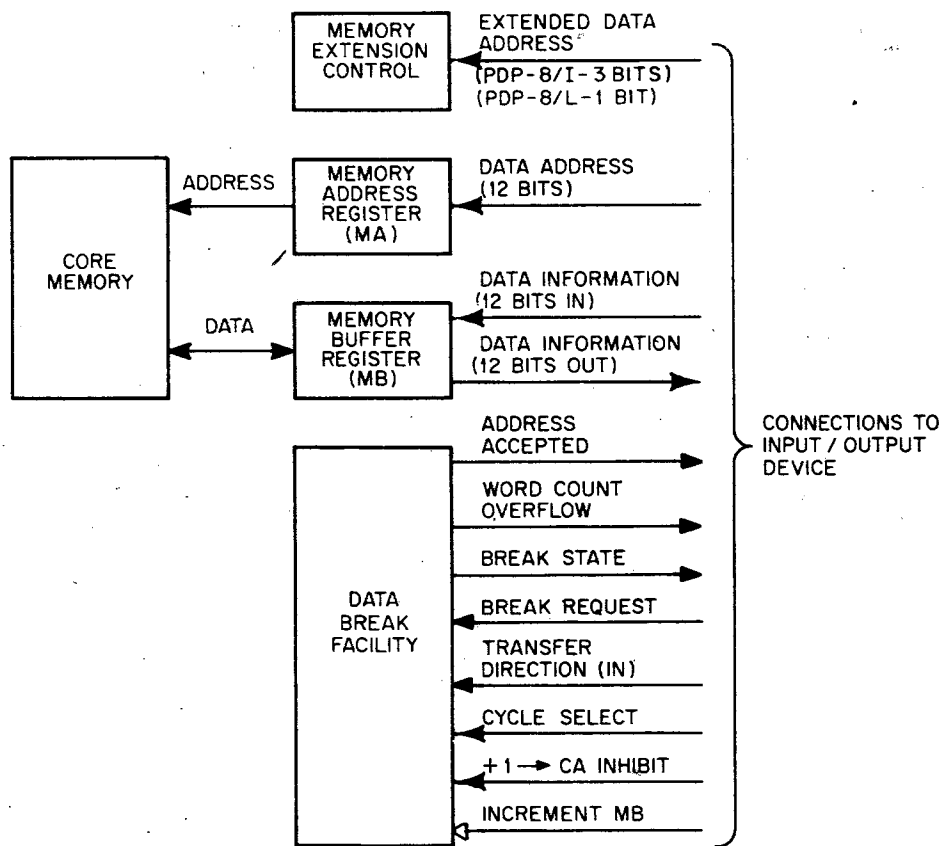 MEMORY
EXTENSION
CONTROL
EXTENDED DATA
ADDRESS
(PDP-8/I-3 BITS)
(PDP-8/L-1 BIT)
CORE
MEMORY
ADDRESS
MEMORY
ADDRESS
REGISTER
(MA)
DATA ADDRESS
(12 BITS)
DATA
MEMORY
BUFFER
REGISTER
(MB)
DATA INFORMATION
(12 BITS IN)
DATA INFORMATION
(12 BITS OUT)
DATA
BREAK
FACILITY
ADDRESS
ACCEPTED
WORD COUNT
OVERFLOW
BREAK STATE
BREAK REQUEST
TRANSFER
DIRECTION (IN)
CYCLE SELECT
+1 → CA INHIBIT
INCREMENT MB
CONNECTIONS TO
INPUT / OUTPUT
DEVICE